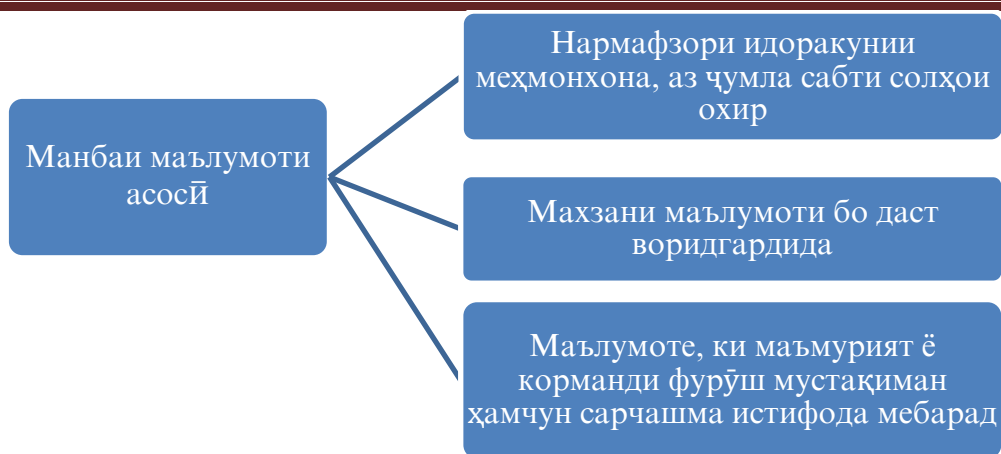 Манбаи маълумоти
асосӣ
Нармафзори идоракунии
меҳмонхона, аз ҷумла сабти солҳои
охир
Махзани маълумоти бо даст
воридгардида
Маълумоте, ки маъмурият ё
корманди фурӯш мустақиман
ҳамчун сарчашма истифода мебарад